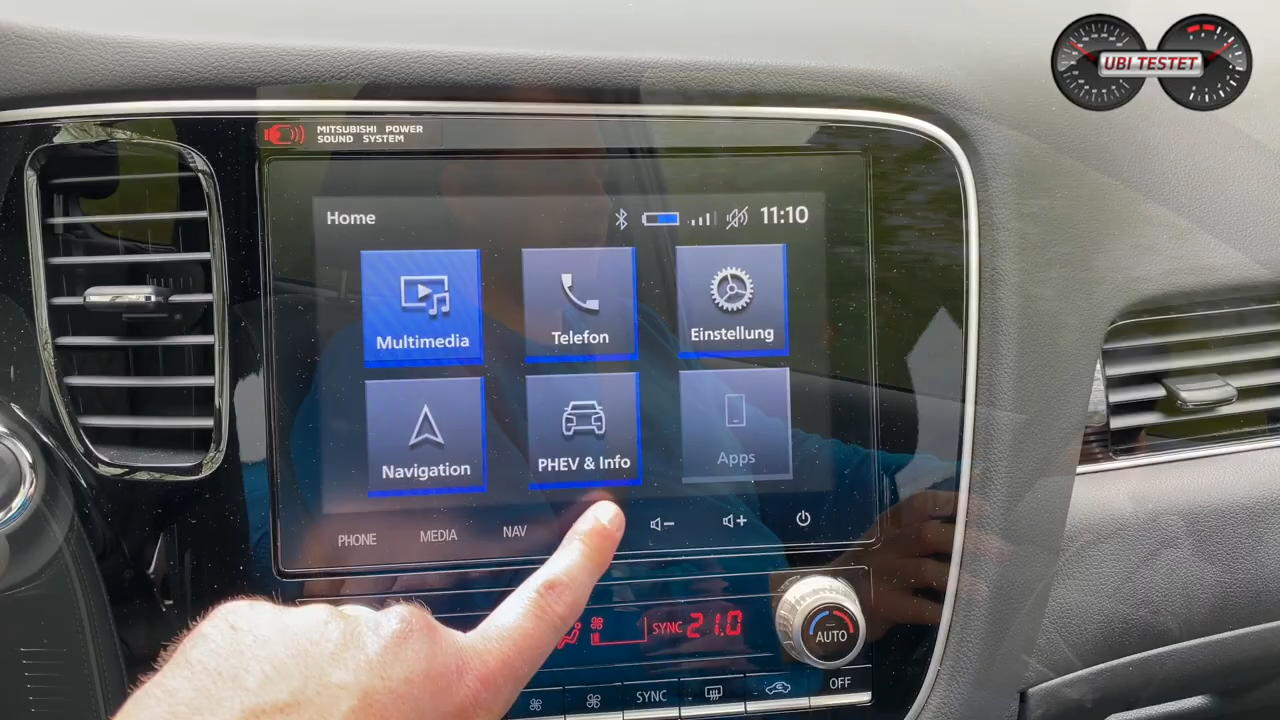 UBI TESTET
MITSUBISHI POWER
SOUND SYSTEM
Home
11:10
Multimedia
Telefon
Einstellung
Navigation
PHEV & Info
Apps
PHONE
MEDIA
NAV
SYNC 21.0
AUTO
SYNC
OFF